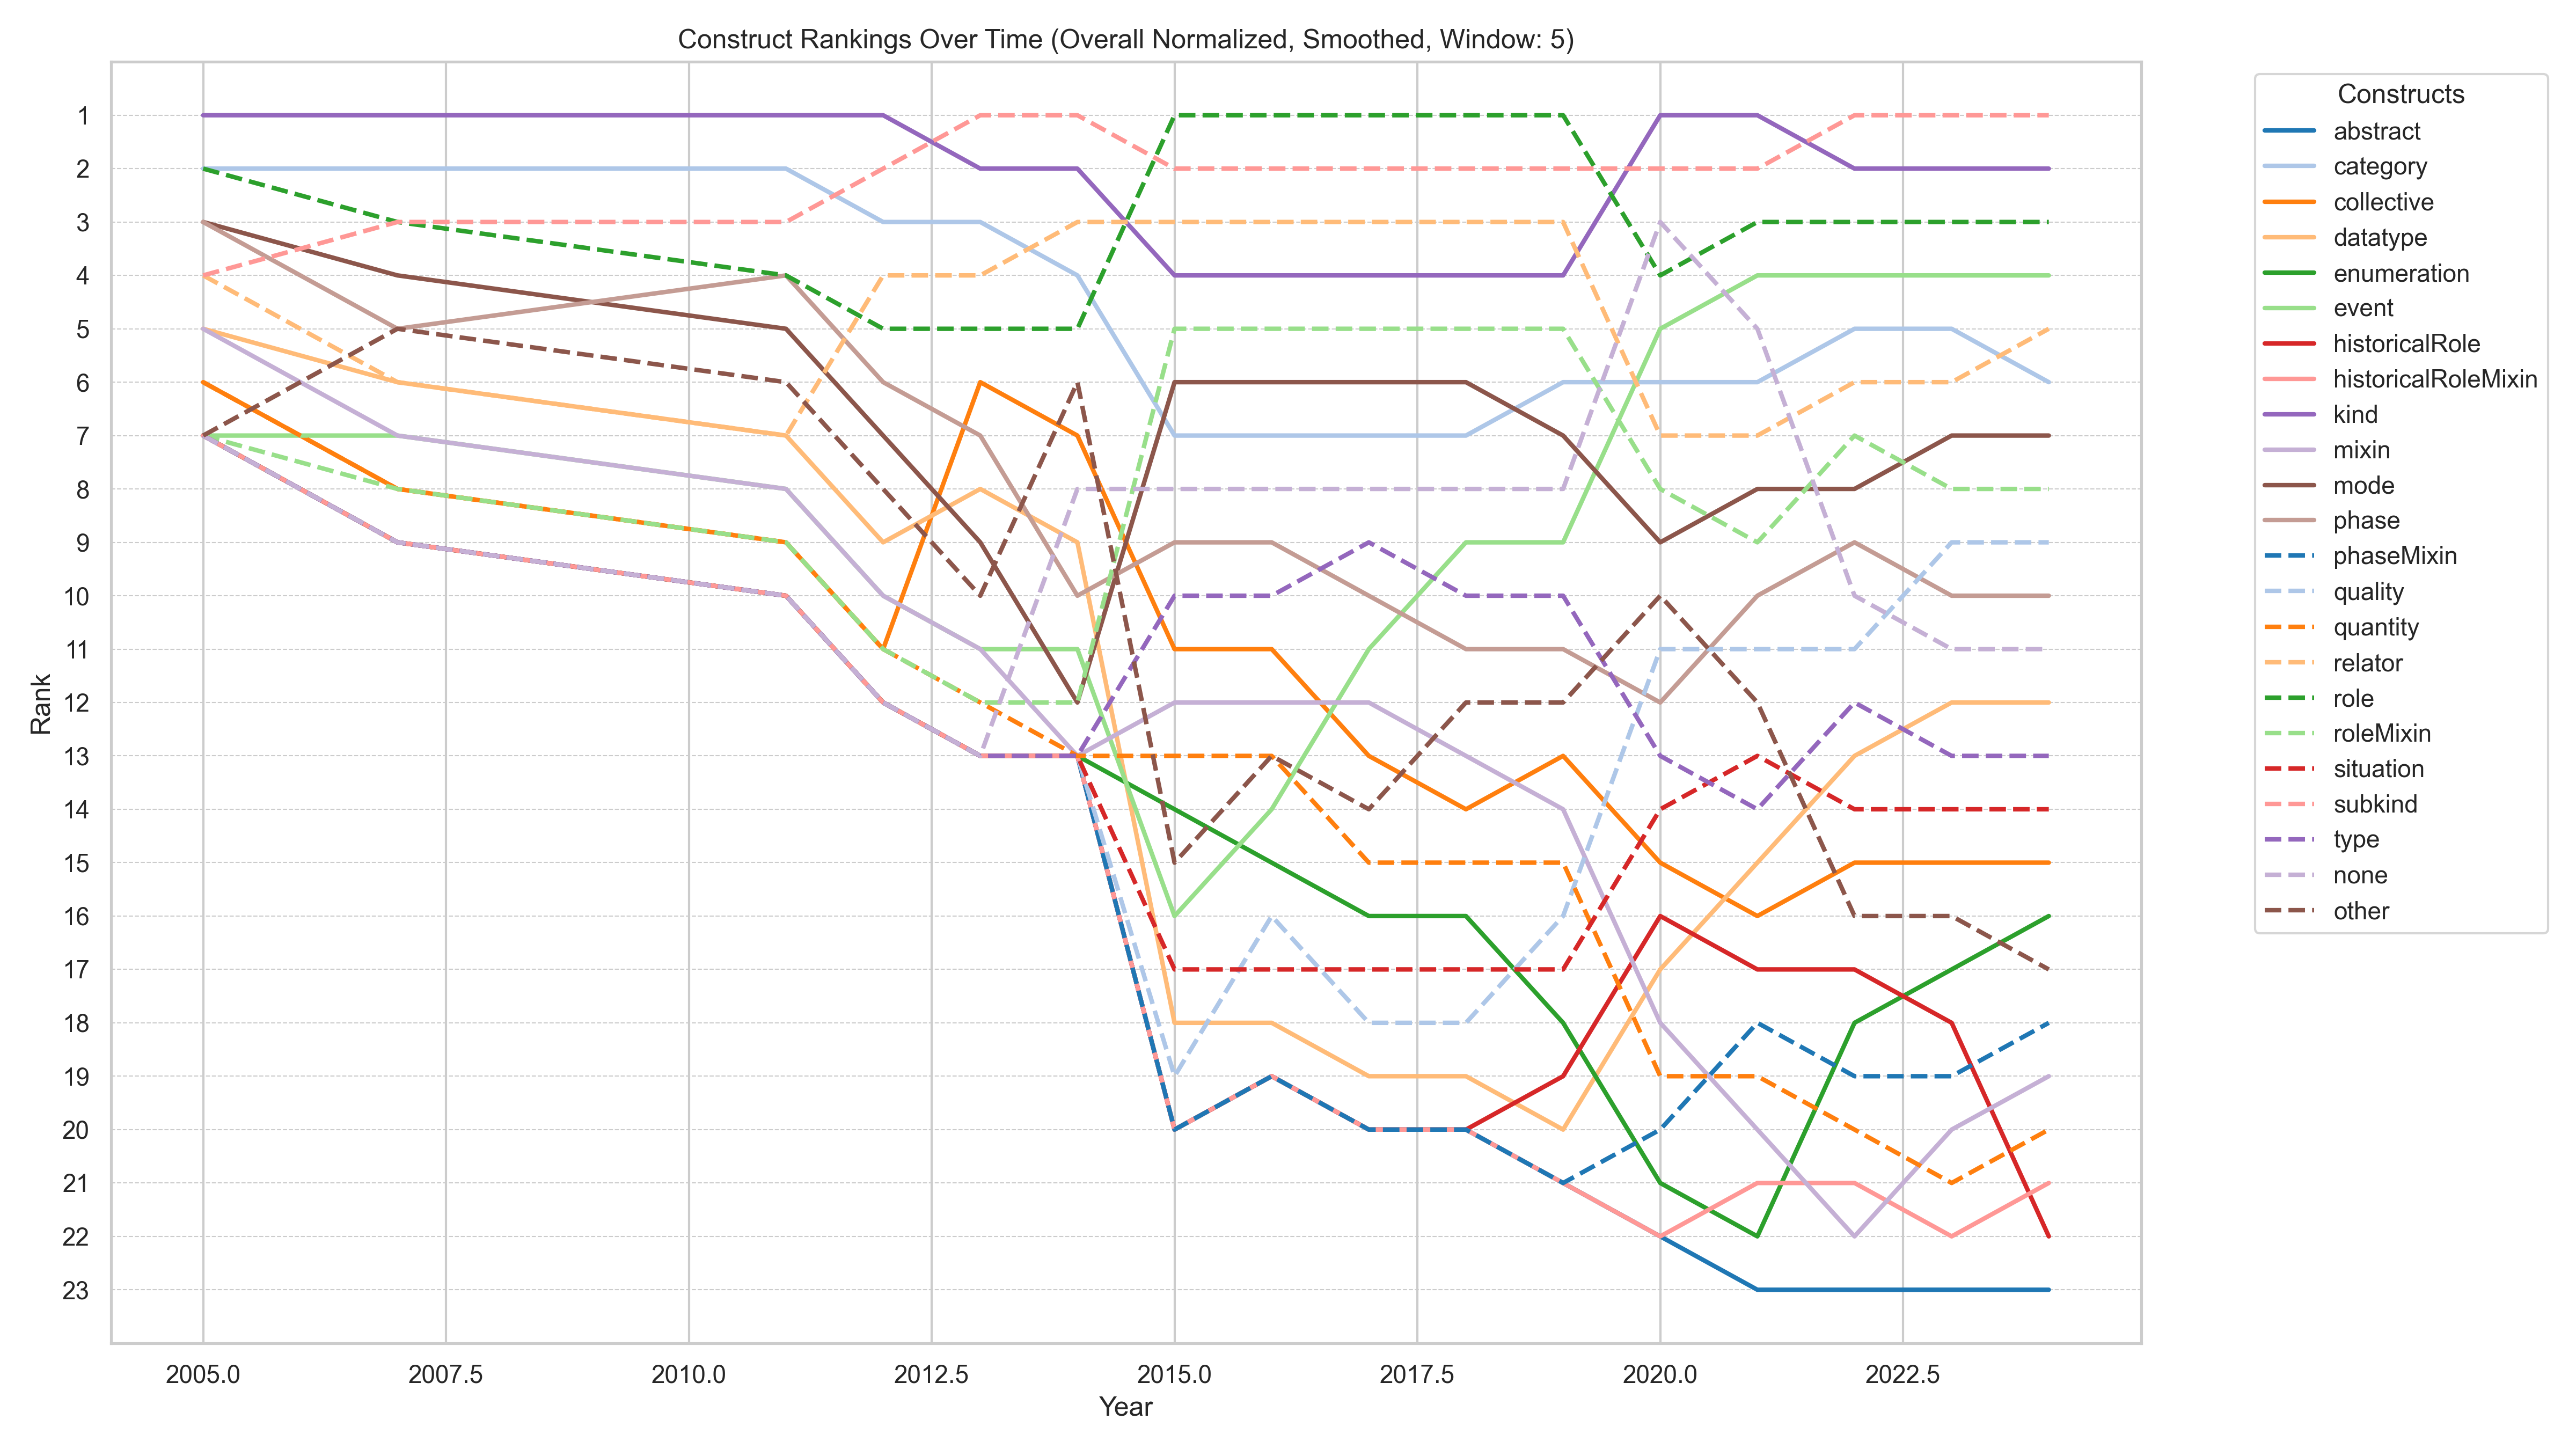 Construct Rankings Over Time (Overall Normalized, Smoothed, Window: 5)
Rank
1
2
3
4
5
6
7
8
9
10
11
12
13
14
15
16
17
18
19
20
21
22
23
2005.0 2007.5 2010.0 2012.5 2015.0 2017.5 2020.0 2022.5
Year
Constructs
abstract
category
collective
datatype
enumeration
event
historicalRole
historicalRoleMixin
kind
mixin
mode
phase
phaseMixin
quality
quantity
relator
role
roleMixin
situation
subkind
type
none
other